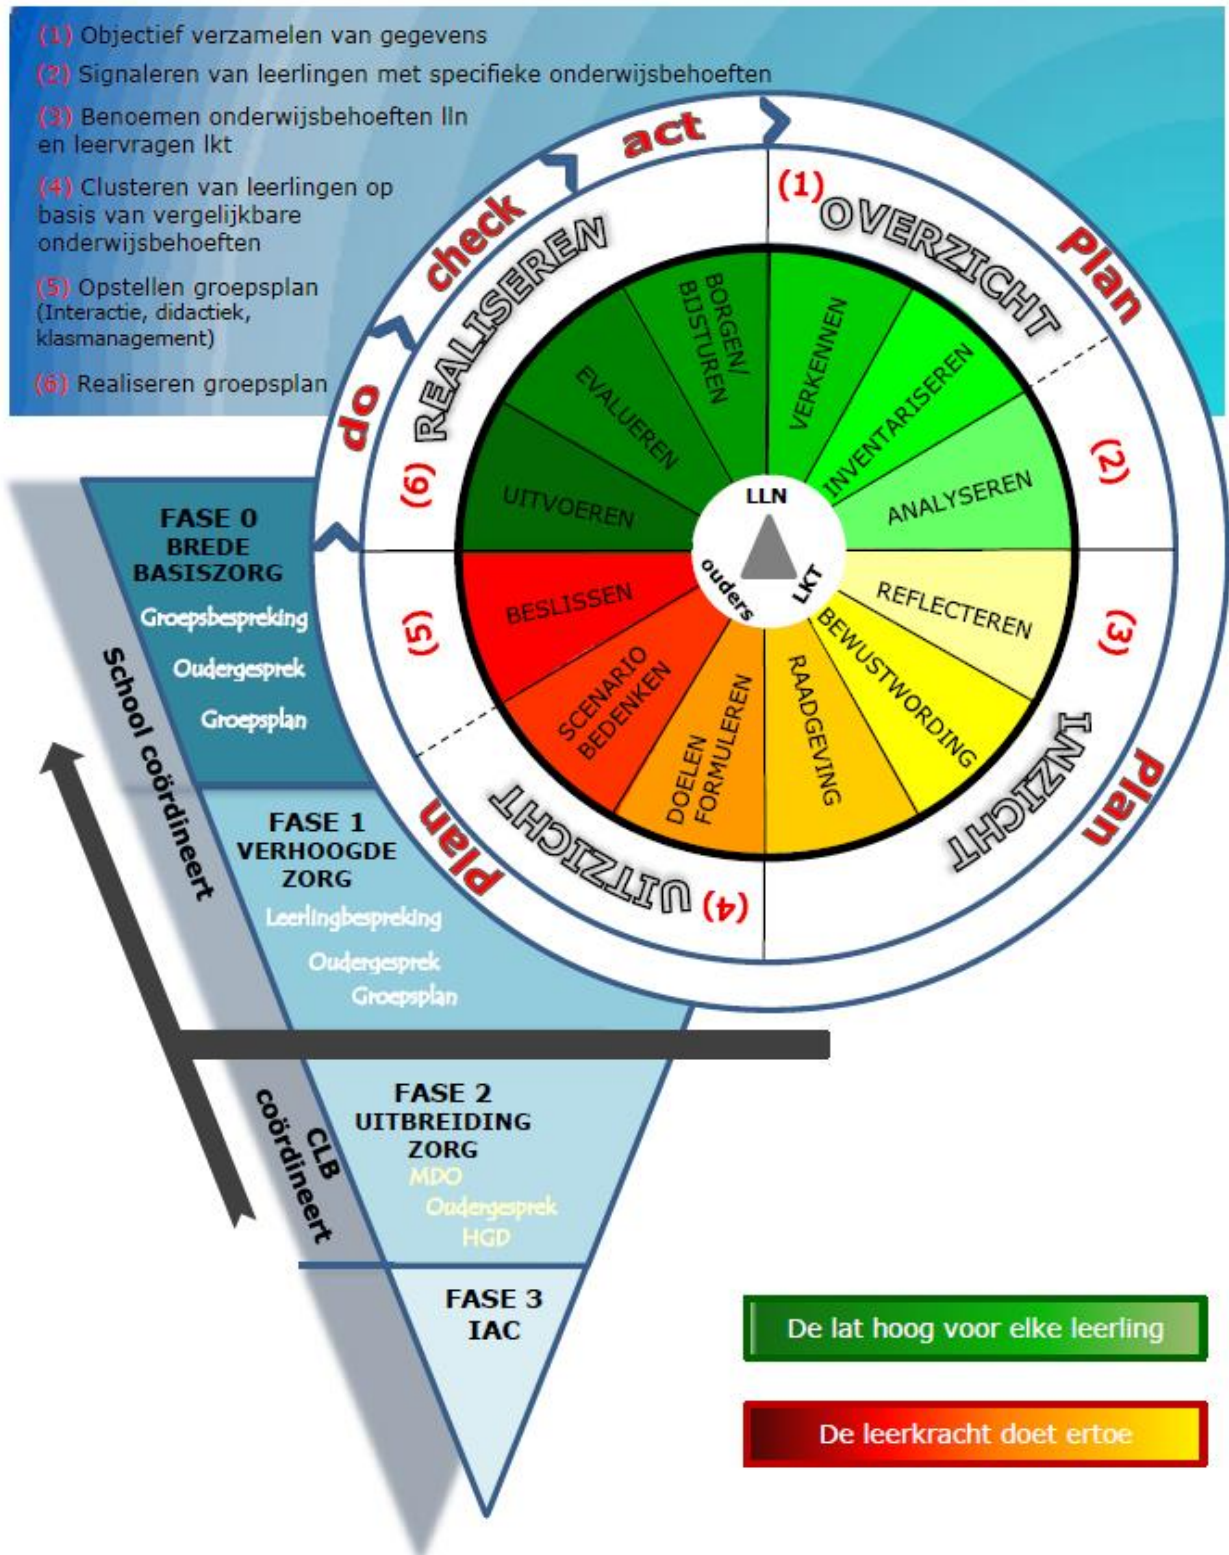 (1) Objectief verzamelen van gegevens
(2) Signaleren van leerlingen met specifieke onderwijsbehoeften
(3) Benoemen onderwijsbehoeften lln
en leervragen lkt
(4) Clusteren van leerlingen op
basis van vergelijkbare
onderwijsbehoeften
(5) Opstellen groepsplan
(Interactie, didactiek,
klasmanagement)
(6) Realiseren groepsplan
act
check
do
Plan
Plan
Plan
(1)
OVERZICHT
(2)
(3)
INZICHT
(4)
UITZICHT
(5)
(6)
REALISEREN
VERKENNEN
INVENTARISEREN
ANALYSEREN
REFLECTEREN
BEWUSTWORDING
RAADGEVING
DOELEN
FORMULEREN
SCENARIO
BEDENKEN
BESLISSEN
UITVOEREN
EVALUEREN
BORGEN/
BIJSTUREN
LLN
LKT
ouders
FASE 0
BREDE
BASISZORG
Groepsbespreking
Oudergesprek
Groepsplan
School coördineert
FASE 1
VERHOOGDE
ZORG
Leerlingbespreking
Oudergesprek
Groepsplan
FASE 2
UITBREIDING
ZORG
MDO
Oudergesprek
HGD
CLB
coördineert
FASE 3
IAC
De lat hoog voor elke leerling
De leerkracht doet ertoe